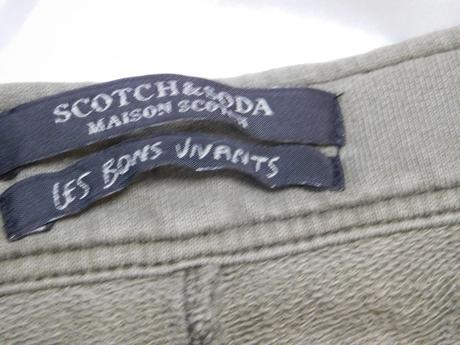 SCOTCH & SODA
MAISON SCOTCH
LES BONS VIVANTS